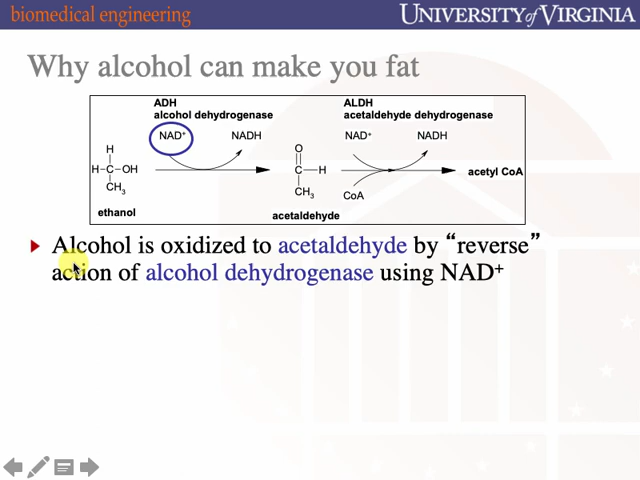 biomedical engineering
UNIVERSITY of VIRGINIA
Why alcohol can make you fat
ADH
alcohol dehydrogenase
ALDH
acetaldehyde dehydrogenase
NAD+ NADH NAD+ NADH
H
H-C-OH
CH3
O
C-H
CH3
CoA
acetyl CoA
ethanol
acetaldehyde
Alcohol is oxidized to acetaldehyde by “reverse”
action of alcohol dehydrogenase using NAD+